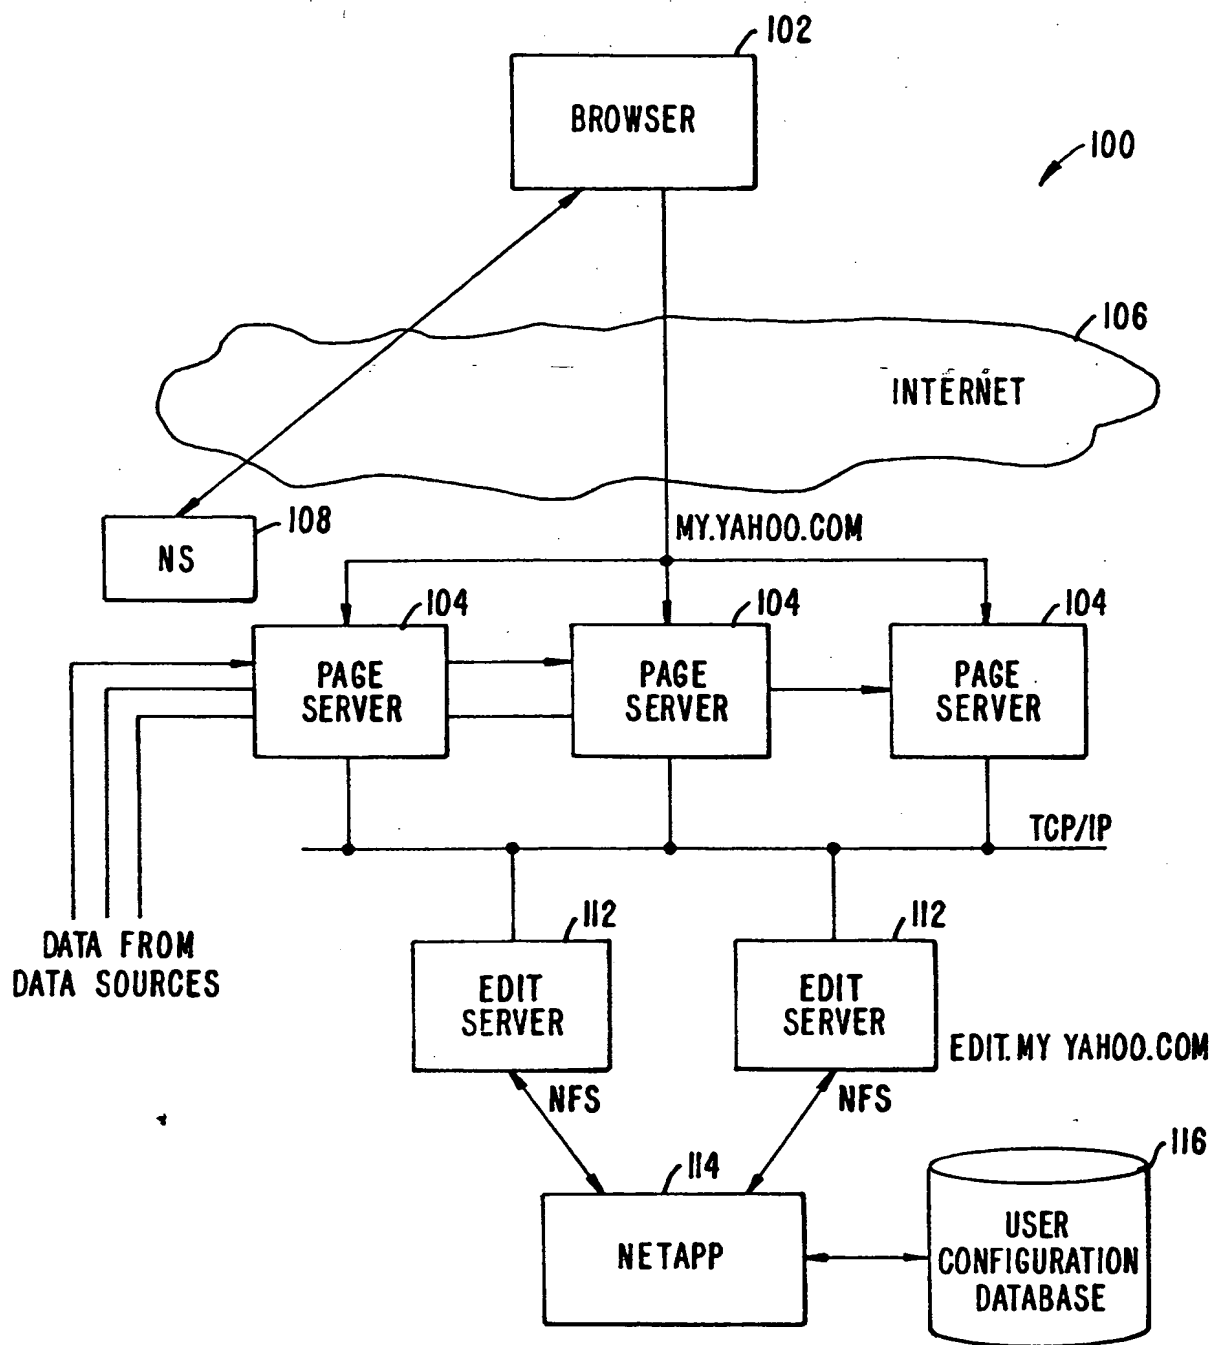 102
BROWSER
100
106
INTERNET
108
NS
MY.YAHOO.COM
104
104
104
PAGE
SERVER
PAGE
SERVER
PAGE
SERVER
TCP/IP
DATA FROM
DATA SOURCES
112
112
EDIT
SERVER
EDIT
SERVER
EDIT.MY YAHOO.COM
NFS
NFS
114
116
NETAPP
USER
CONFIGURATION
DATABASE